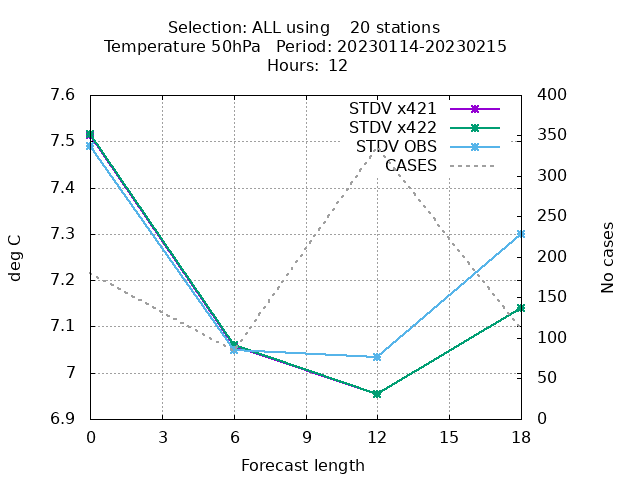 Selection: ALL using    20 stations
Temperature 50hPa   Period: 20230114-20230215
Hours:  12
STDV x421
STDV x422
STDV OBS
CASES
deg C
7.6
7.5
7.4
7.3
7.2
7.1
7
6.9
400
350
300
250
200
150
100
50
0
No cases
0 3 6 9 12 15 18
Forecast length